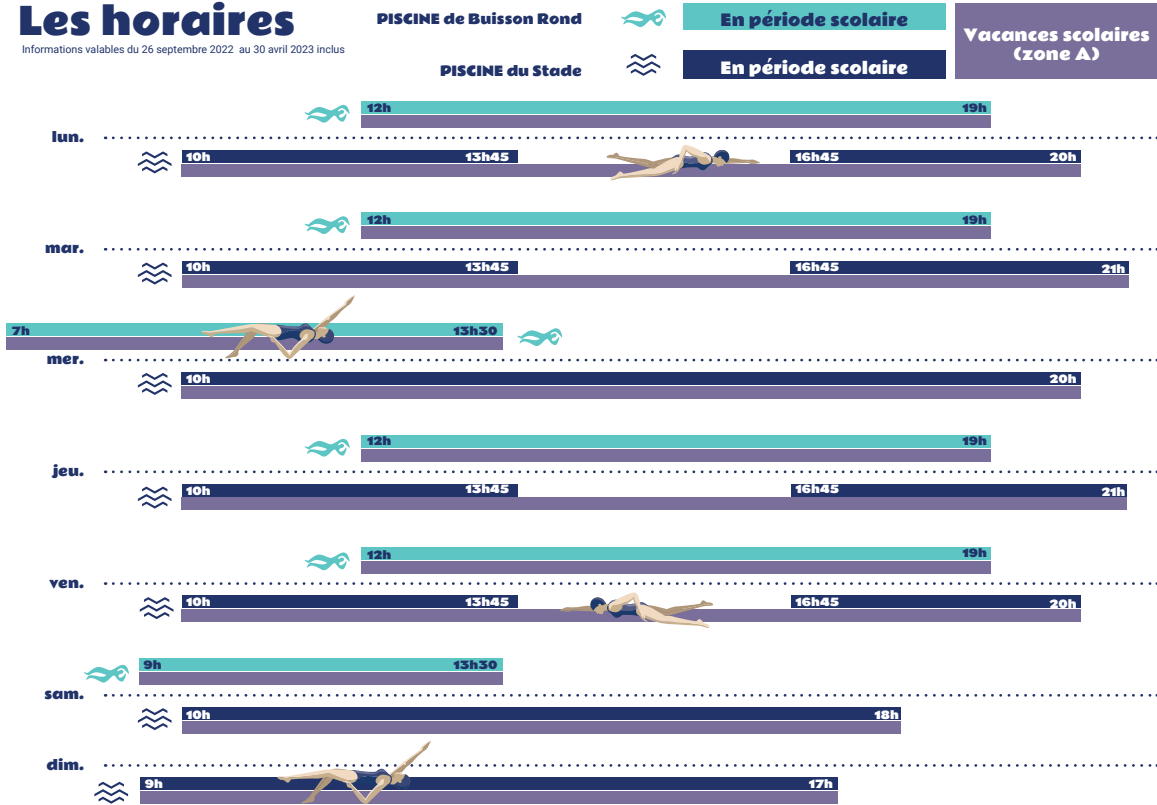 Les horaires
Informations valables du 26 septembre 2022 au 30 avril 2023 inclus
PISCINE de Buisson Rond
En période scolaire
PISCINE du Stade
En période scolaire
Vacances scolaires
(zone A)
12h 19h
lun.
10h 13h45 16h45 20h
12h 19h
mar.
10h 13h45 16h45 21h
7h 13h30
mer.
10h 20h
12h 19h
jeu.
10h 13h45 16h45 21h
12h 19h
ven.
10h 13h45 16h45 20h
9h 13h30
sam.
10h 18h
dim.
9h 17h